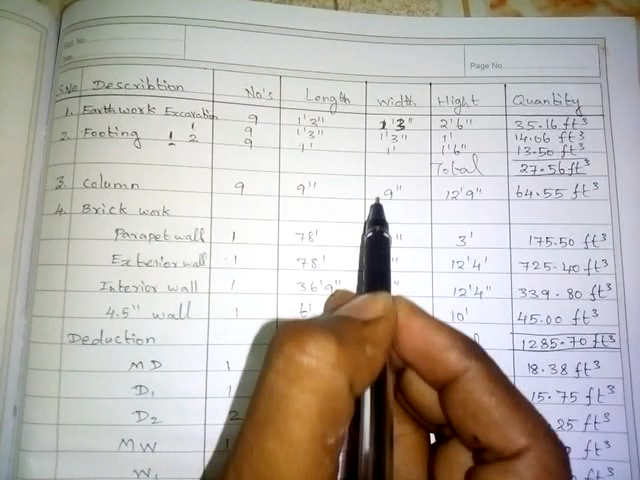 Page No.
S.No Describtion No's Length Width Hight Quantity
1. Earthwork Excavation 9 1'3" 1'3" 2'6" 35.16 ft³
2. Footing 1 9 1'3" 1'3" 1' 14.06 ft³
2 9 1' 1' 1'6" 13.50 ft³
Total 27.56 ft³
3. Column 9 9" 9" 12'9" 64.55 ft³
4. Brick work
Parapet wall 1 78' " 3' 175.50 ft³
Exterior wall 1 78' " 12'4' 725.40 ft³
Interior wall 1 36'9" " 12'4" 339.80 ft³
4.5" wall 1 10' 45.00 ft³
Deduction 1285.70 ft³
MD 1 18.38 ft³
D₁ 1 15.75 ft³
D₂ 2 25 ft³
MW 1 ft³
W₁ ft³